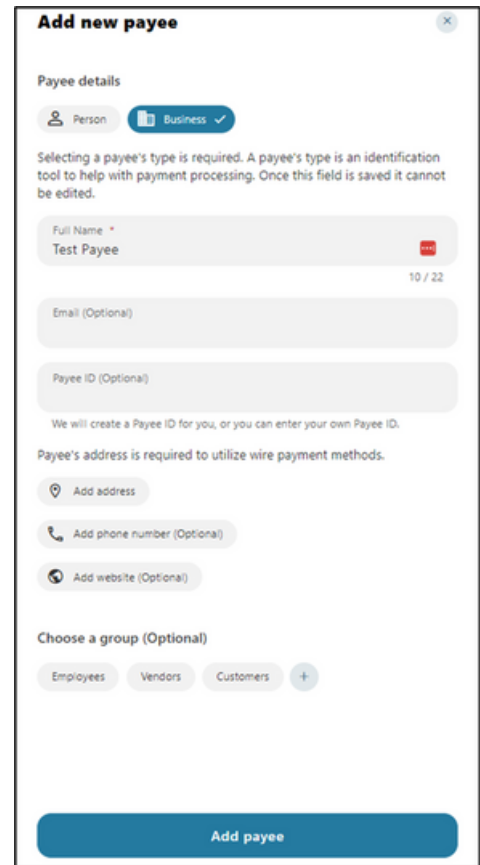 Add new payee
Payee details
Person
Business
Selecting a payee's type is required. A payee's type is an identification
tool to help with payment processing. Once this field is saved it cannot
be edited.
Full Name *
Test Payee
10 / 22
Email (Optional)
Payee ID (Optional)
We will create a Payee ID for you, or you can enter your own Payee ID.
Payee's address is required to utilize wire payment methods.
Add address
Add phone number (Optional)
Add website (Optional)
Choose a group (Optional)
Employees Vendors Customers +
Add payee